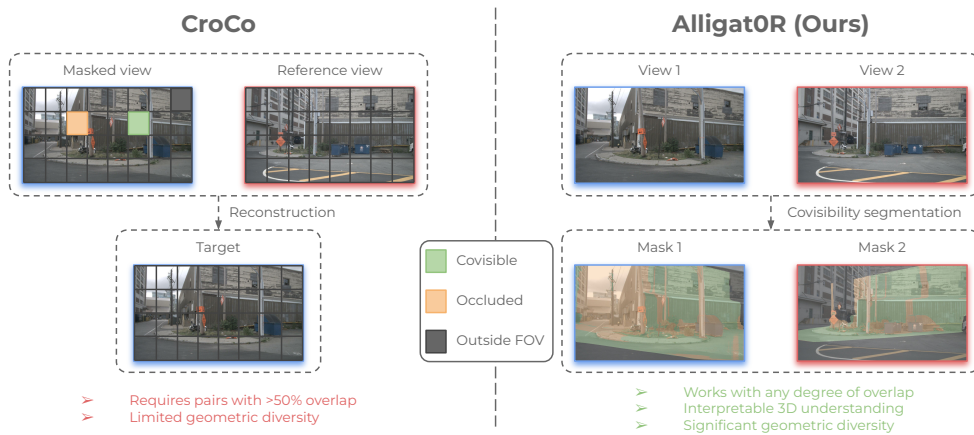 CroCo
Masked view
Reference view
Reconstruction
Target
➢ Requires pairs with >50% overlap
➢ Limited geometric diversity
Covisible
Occluded
Outside FOV
Alligat0R (Ours)
View 1
View 2
Covisibility segmentation
Mask 1
Mask 2
➢ Works with any degree of overlap
➢ Interpretable 3D understanding
➢ Significant geometric diversity